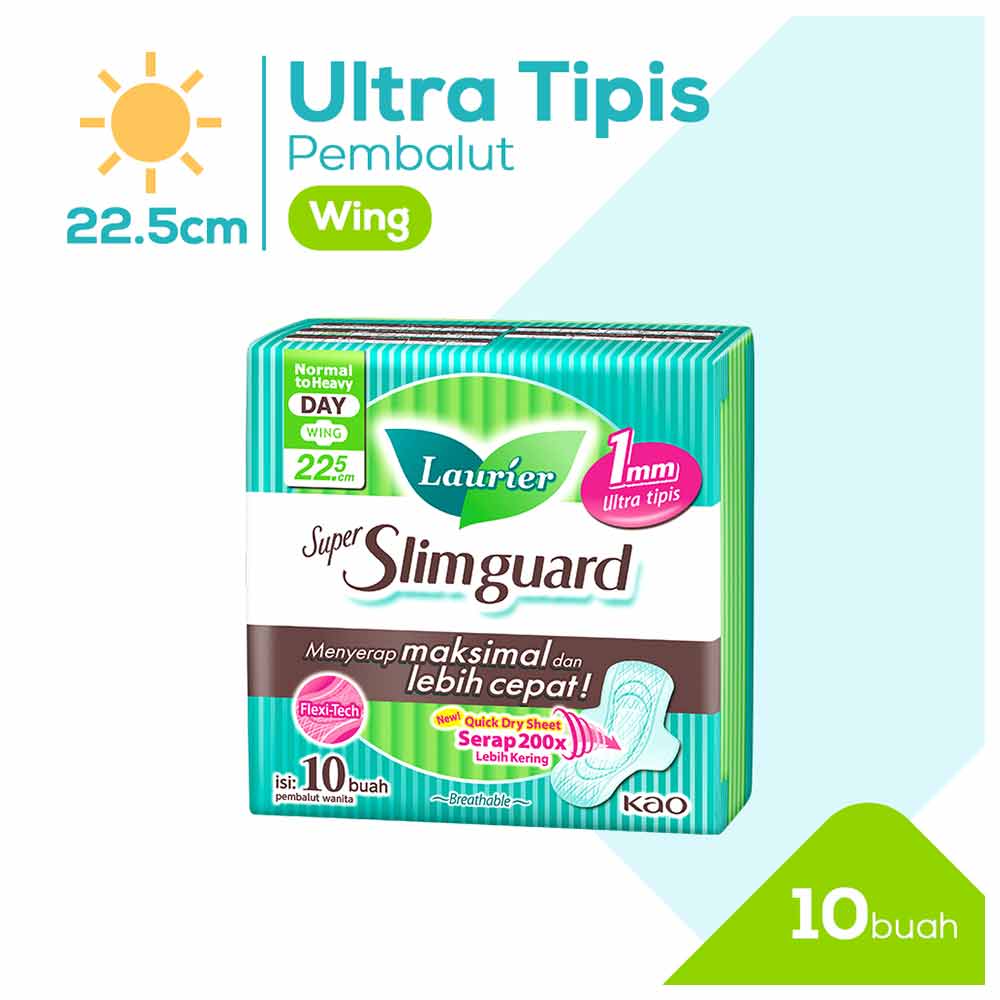 Ultra Tipis
Pembalut
22.5cm
Wing
Normal
to Heavy
DAY
WING
22.5cm
Laurier
1mm
Ultra tipis
Super Slimguard
Menyerap maksimal dan
lebih cepat!
Flexi-Tech
New! Quick Dry Sheet
Serap 200x
Lebih Kering
isi: 10 buah
pembalut wanita
~Breathable~
Kao
10 buah